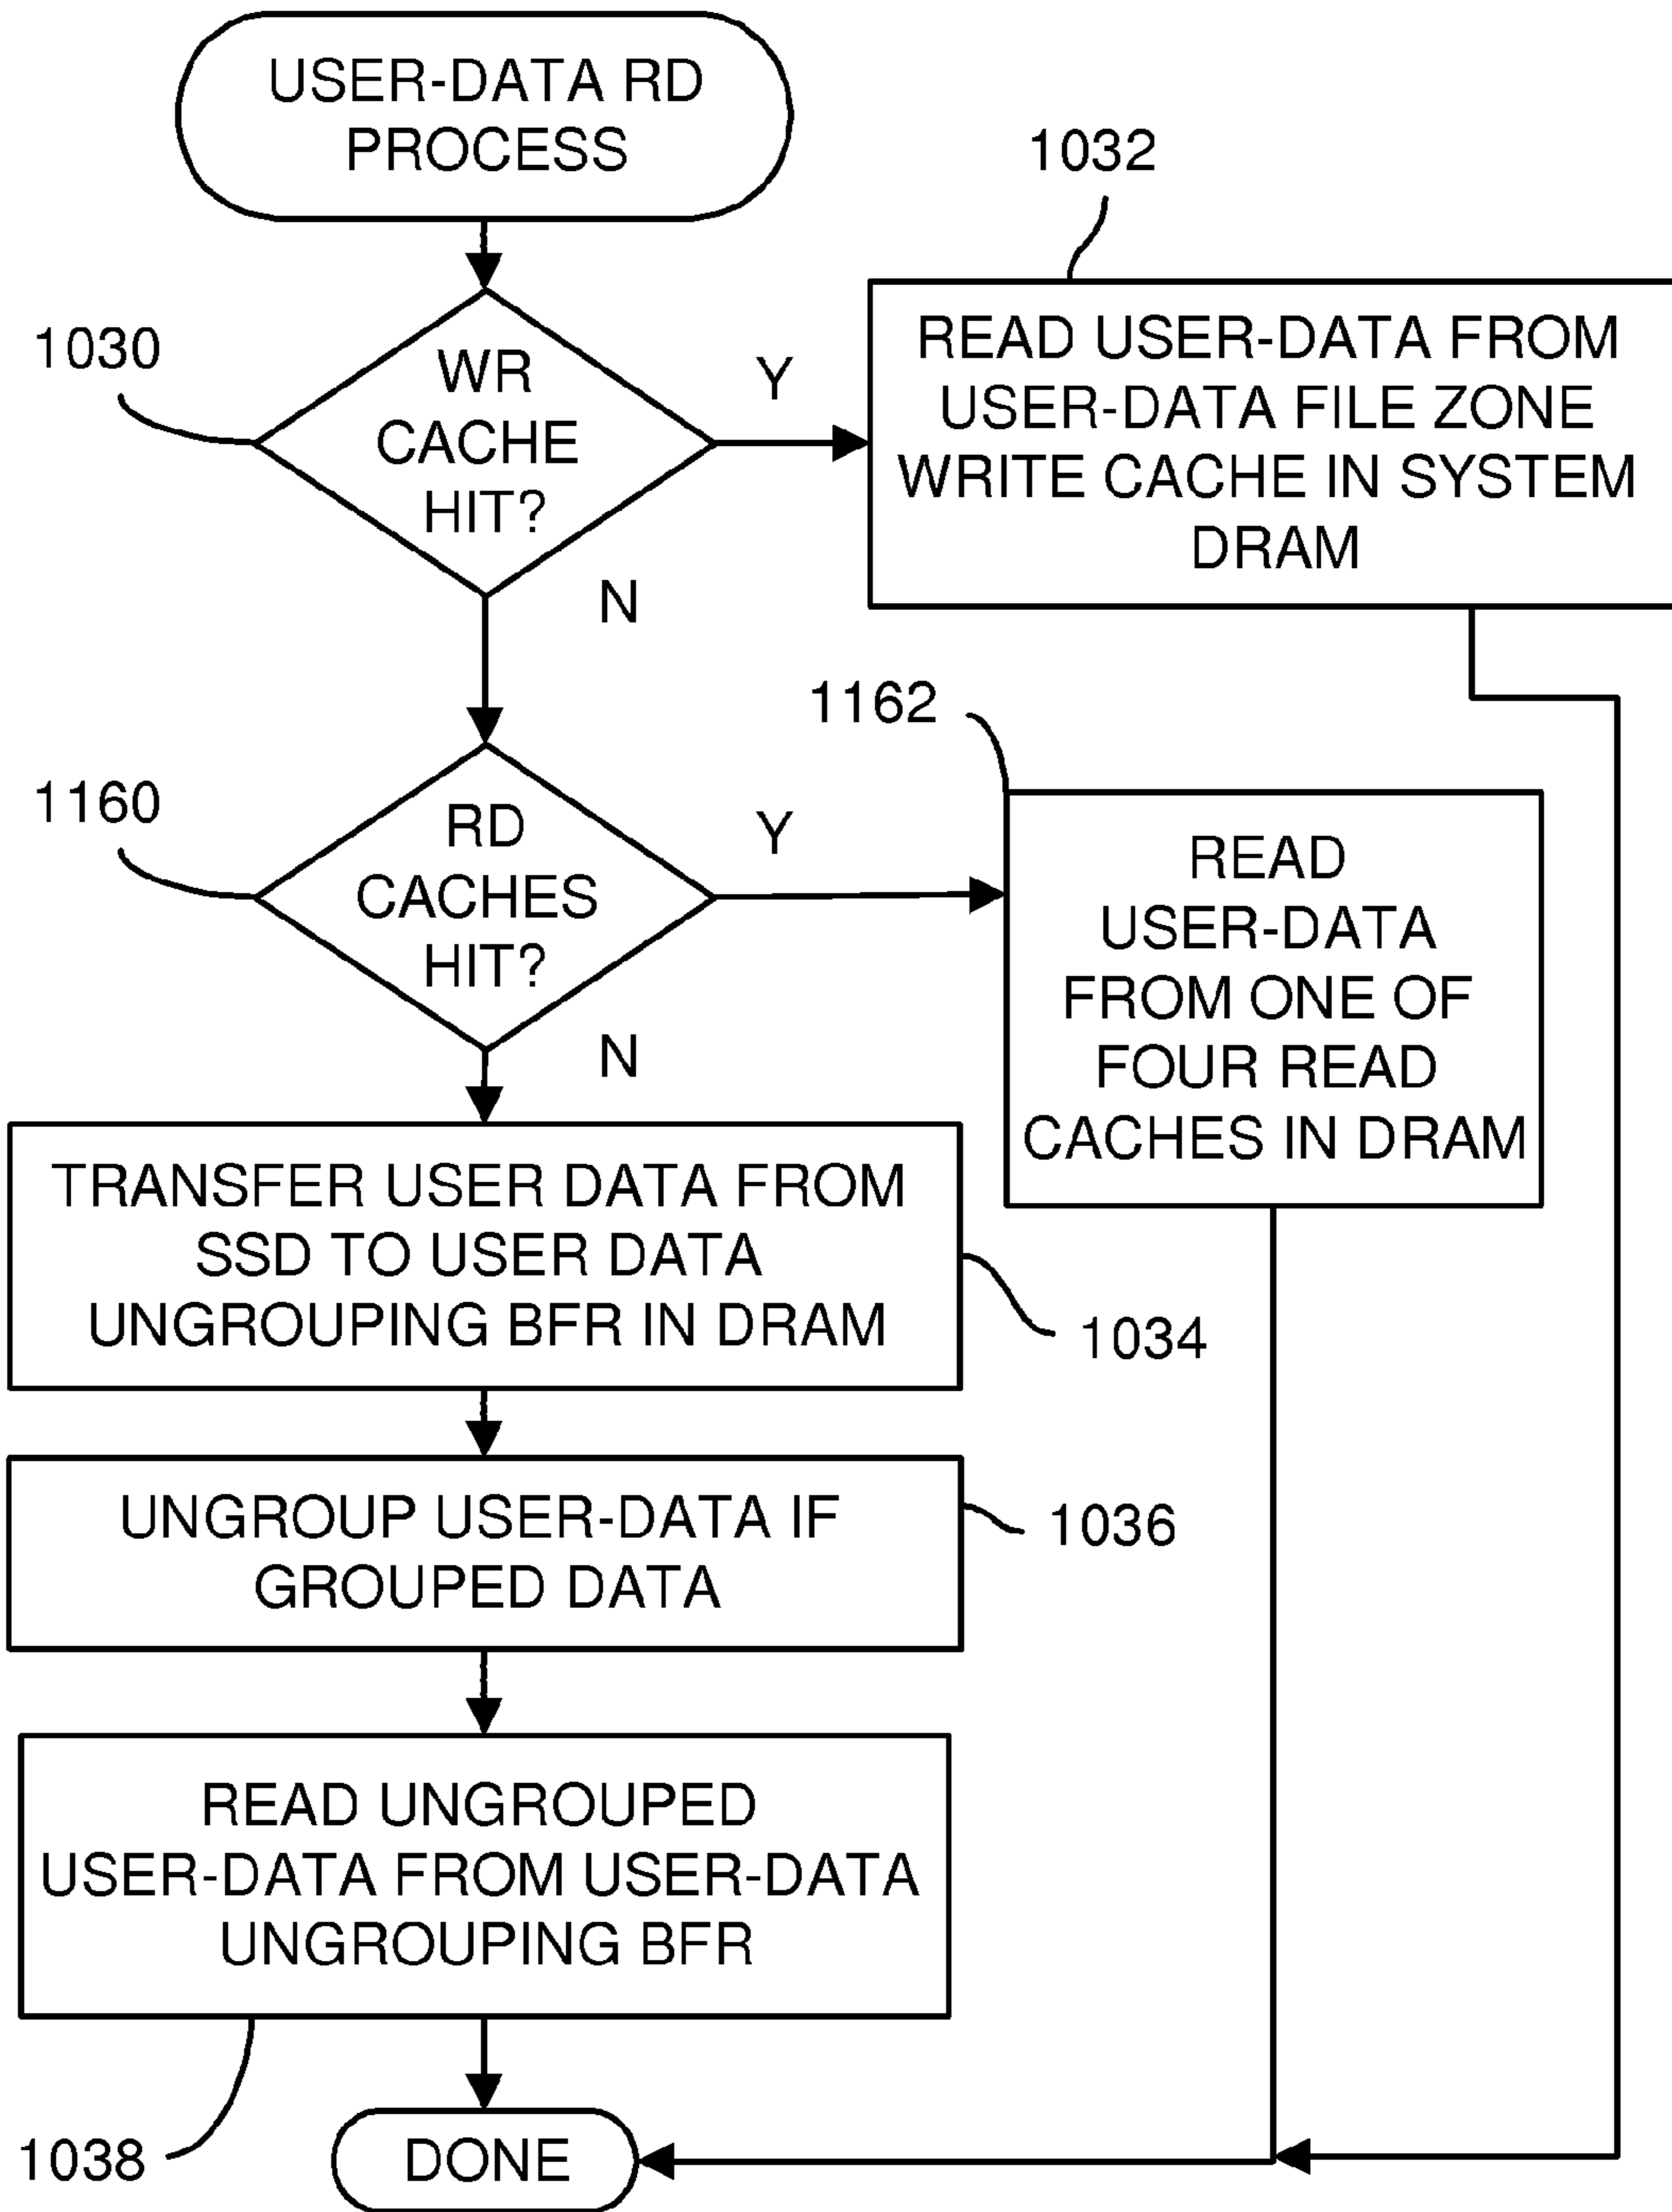 USER-DATA RD
PROCESS
1032
1030
WR
CACHE
HIT?
Y
READ USER-DATA FROM
USER-DATA FILE ZONE
WRITE CACHE IN SYSTEM
DRAM
N
1162
1160
RD
CACHES
HIT?
Y
READ
USER-DATA
FROM ONE OF
FOUR READ
CACHES IN DRAM
N
TRANSFER USER DATA FROM
SSD TO USER DATA
UNGROUPING BFR IN DRAM
1034
UNGROUP USER-DATA IF
GROUPED DATA
1036
READ UNGROUPED
USER-DATA FROM USER-DATA
UNGROUPING BFR
1038
DONE